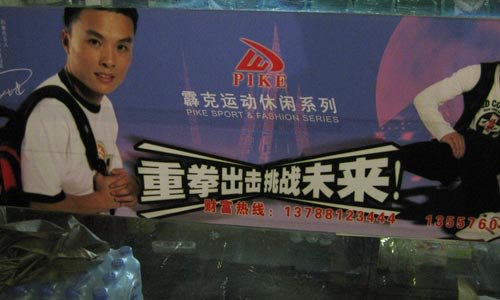 PIKE
霹克运动休闲系列
PIKE SPORT & FASHION SERIES
重拳出击挑战未来!
财富热线: 13788123444
1355760